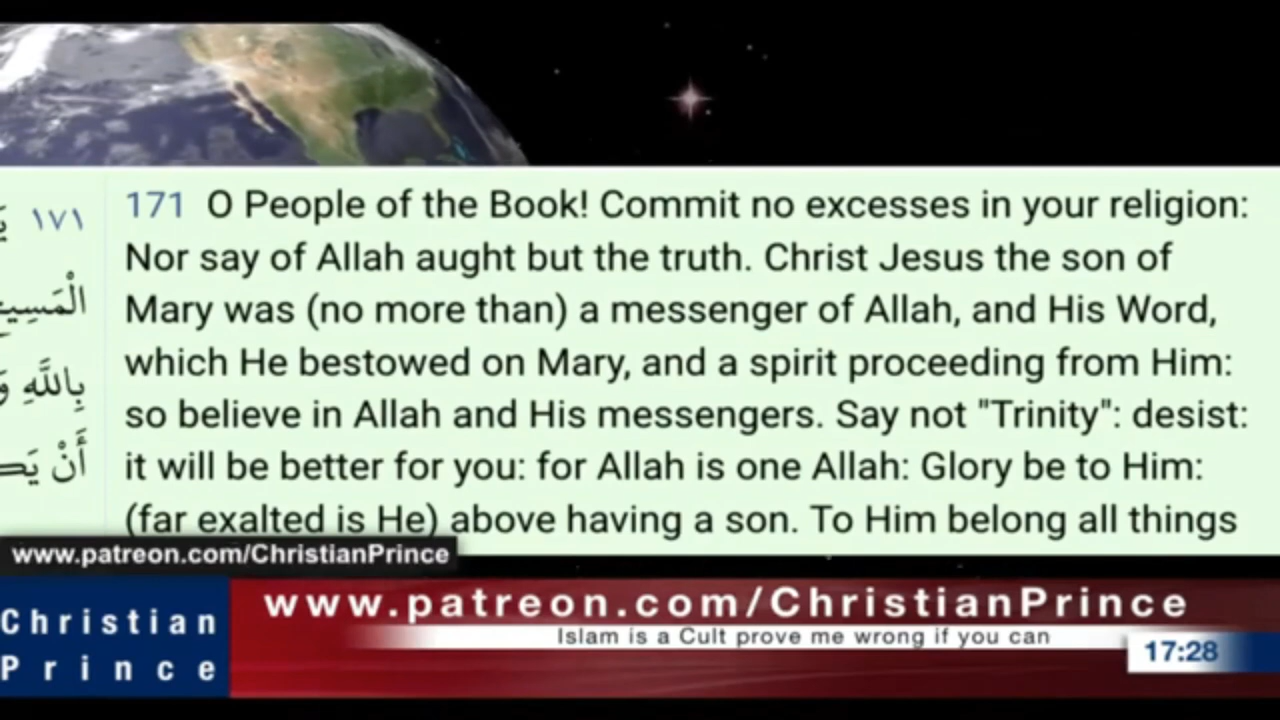 171 O People of the Book! Commit no excesses in your religion:
Nor say of Allah aught but the truth. Christ Jesus the son of
Mary was (no more than) a messenger of Allah, and His Word,
which He bestowed on Mary, and a spirit proceeding from Him:
so believe in Allah and His messengers. Say not "Trinity": desist:
it will be better for you: for Allah is one Allah: Glory be to Him:
(far exalted is He) above having a son. To Him belong all things
١٧١
بِاللَّهِ
أَنْ
www.patreon.com/ChristianPrince
Christian
Prince
www.patreon.com/ChristianPrince
Islam is a Cult prove me wrong if you can
17:28